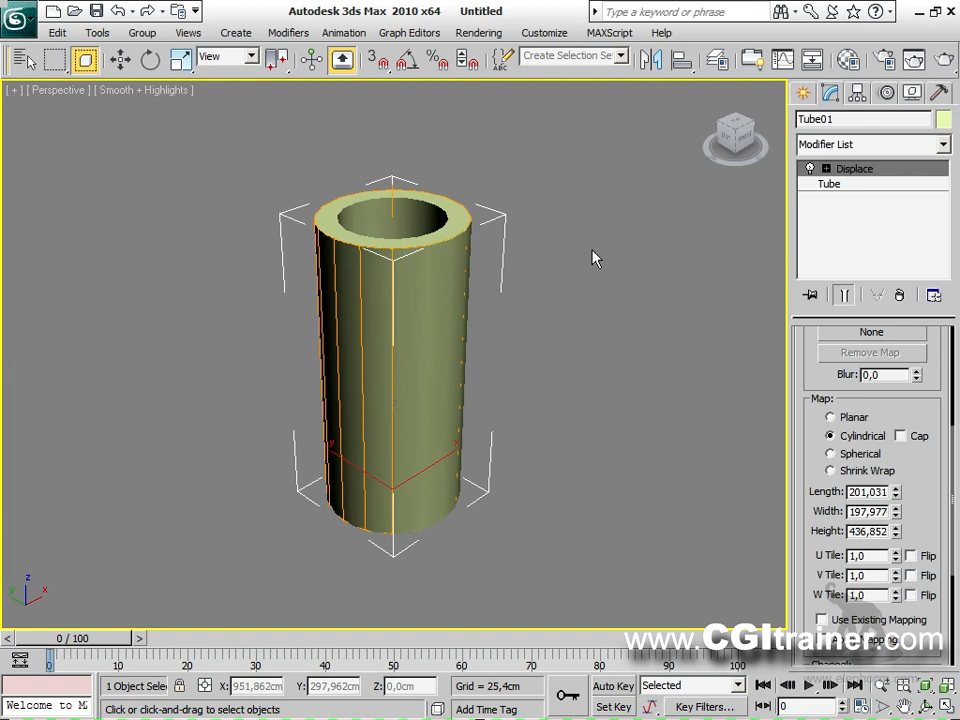 Autodesk 3ds Max 2010 x64 Untitled
Type a keyword or phrase
Edit Tools Group Views Create Modifiers Animation Graph Editors Rendering Customize MAXScript Help
View
3
Create Selection Se
[ + ] [ Perspective ] [ Smooth + Highlights ]
Tube01
Modifier List
Displace
Tube
None
Remove Map
Blur: 0,0
Map:
Planar
Cylindrical Cap
Spherical
Shrink Wrap
Length: 201,031
Width: 197,977
Height: 436,852
U Tile: 1,0 Flip
V Tile: 1,0 Flip
W Tile: 1,0 Flip
Use Existing Mapping
y x
z
y x
< 0 / 100 >
www.CGItrainer.com
0 10 20 30 40 50 60 70 80 90 100
1 Object Selec X: 951,862cm Y: 297,962cm Z: 0,0cm Grid = 25,4cm Auto Key Selected
Welcome to M Click or click-and-drag to select objects Add Time Tag Set Key Key Filters... 0